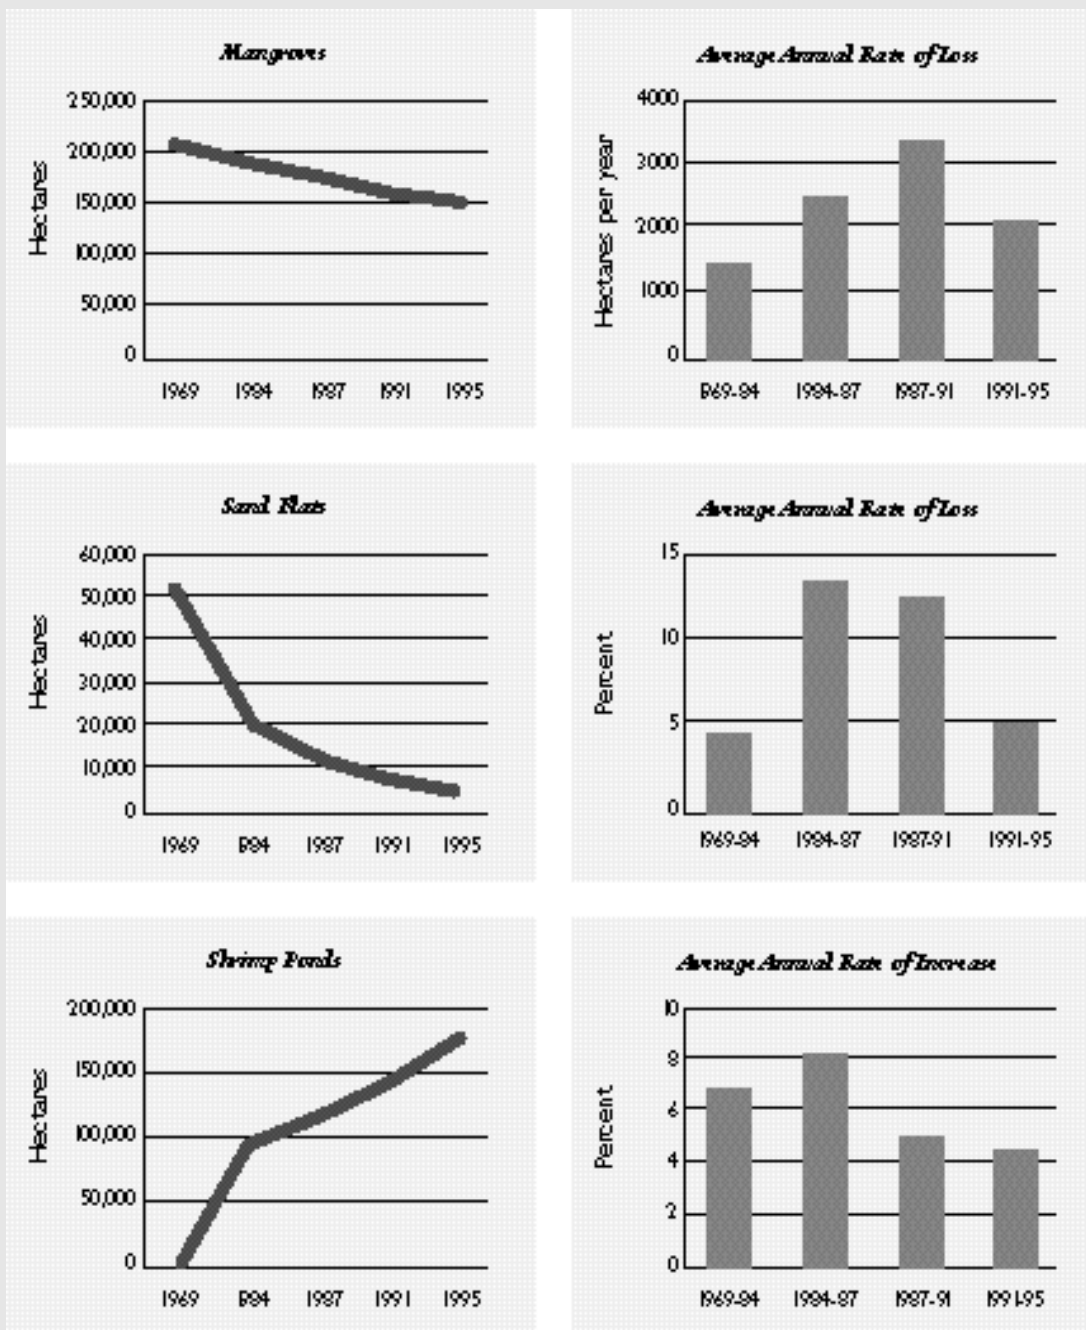 Mangroves
250,000
200,000
150,000
100,000
50,000
0
Hectares
1969 1984 1987 1991 1995
Average Annual Rate of Loss
4000
3000
2000
1000
0
Hectares per year
1969-84 1984-87 1987-91 1991-95
Sand Flats
60,000
50,000
40,000
30,000
20,000
10,000
0
Hectares
1969 1984 1987 1991 1995
Average Annual Rate of Loss
15
10
5
0
Percent
1969-84 1984-87 1987-91 1991-95
Shrimp Ponds
200,000
150,000
100,000
50,000
0
Hectares
1969 1984 1987 1991 1995
Average Annual Rate of Increase
10
8
6
4
2
0
Percent
1969-84 1984-87 1987-91 1991-95